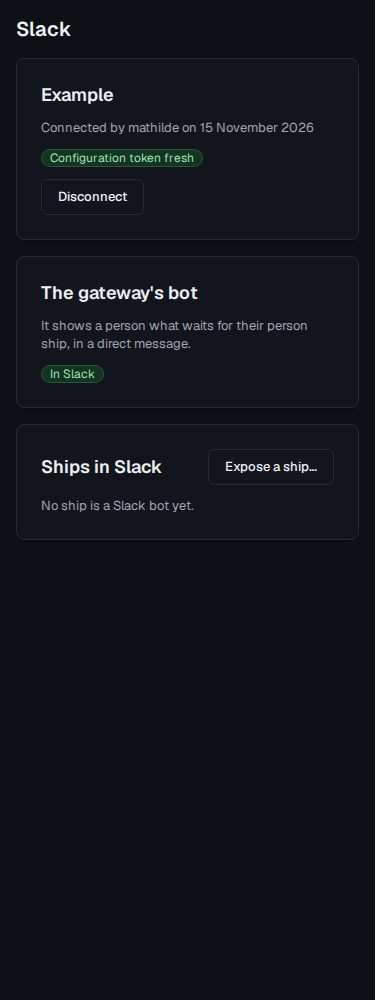 Slack
Example
Connected by mathilde on 15 November 2026
Configuration token fresh
Disconnect
The gateway's bot
It shows a person what waits for their person
ship, in a direct message.
In Slack
Ships in Slack
Expose a ship...
No ship is a Slack bot yet.